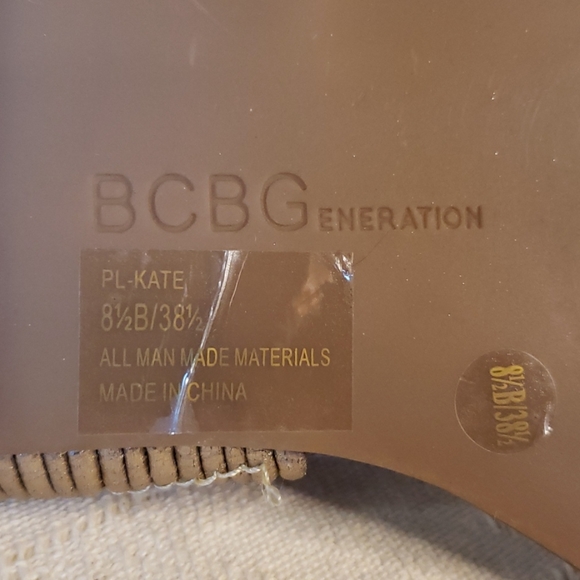 BCBGENERATION
PL-KATE
8½B/38½
ALL MAN MADE MATERIALS
MADE IN CHINA
8½B/38½